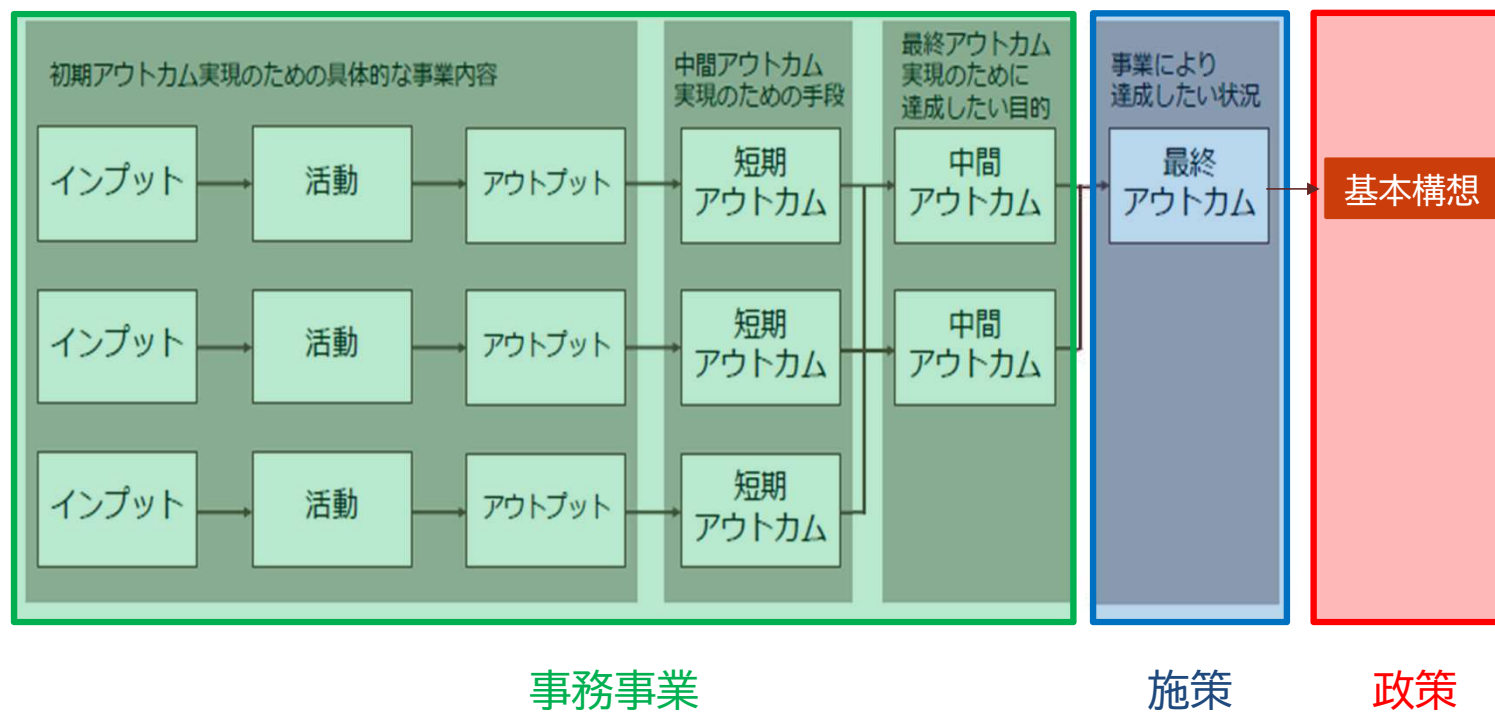 初期アウトカム実現のための具体的な事業内容
中間アウトカム
実現のための手段
最終アウトカム
実現のために
達成したい目的
事業により
達成したい状況
インプット
活動
アウトプット
短期
アウトカム
中間
アウトカム
最終
アウトカム
基本構想
インプット
活動
アウトプット
短期
アウトカム
中間
アウトカム
インプット
活動
アウトプット
短期
アウトカム
事務事業
施策
政策